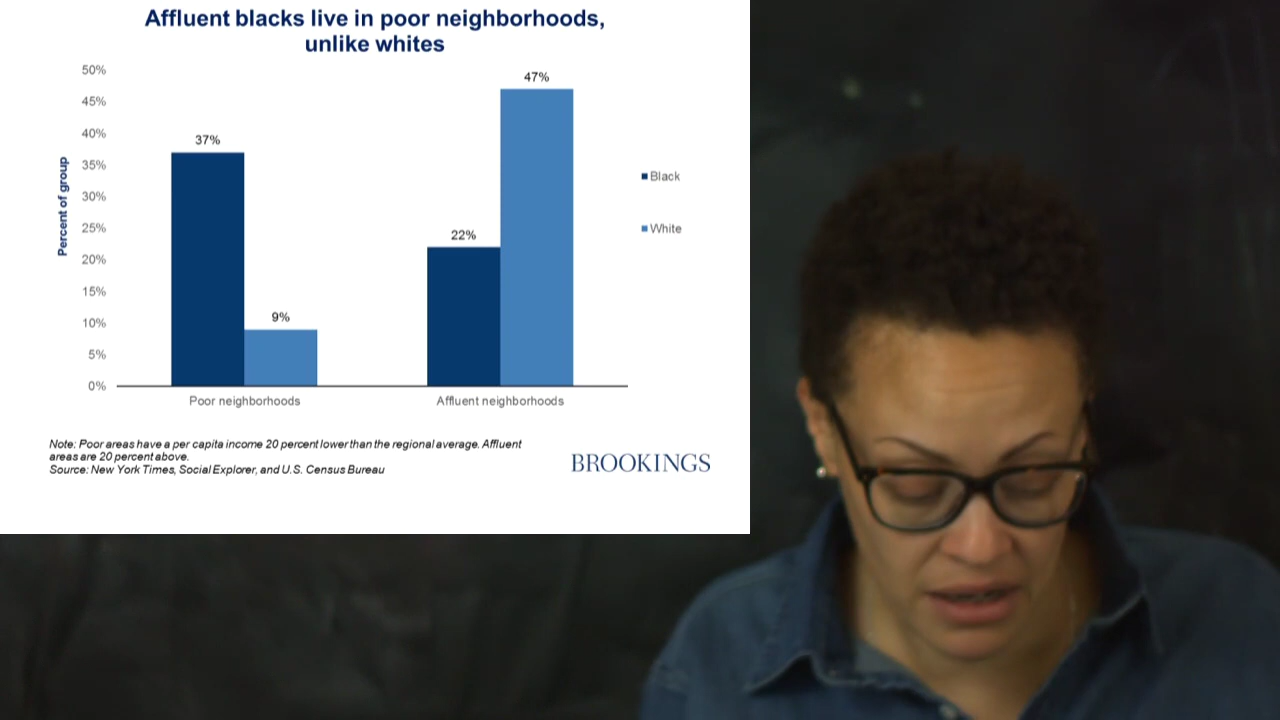 Affluent blacks live in poor neighborhoods,
unlike whites
50%
45%
40%
35%
30%
25%
20%
15%
10%
5%
0%
Percent of group
37%
9%
22%
47%
Black
White
Poor neighborhoods
Affluent neighborhoods
Note: Poor areas have a per capita income 20 percent lower than the regional average. Affluent
areas are 20 percent above.
Source: New York Times, Social Explorer, and U.S. Census Bureau
BROOKINGS